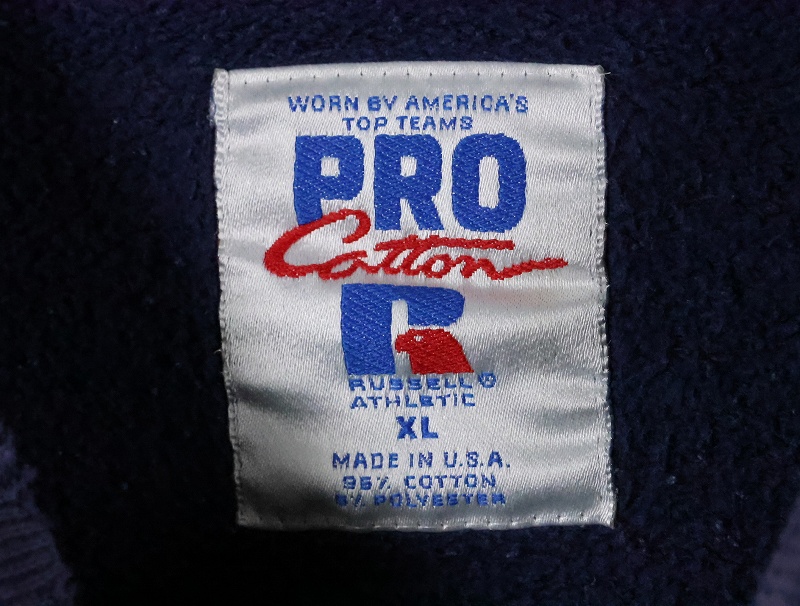 WORN BY AMERICA'S
TOP TEAMS
PRO
Cotton
R
RUSSELL®
ATHLETIC
XL
MADE IN U.S.A.
95% COTTON
5% POLYESTER